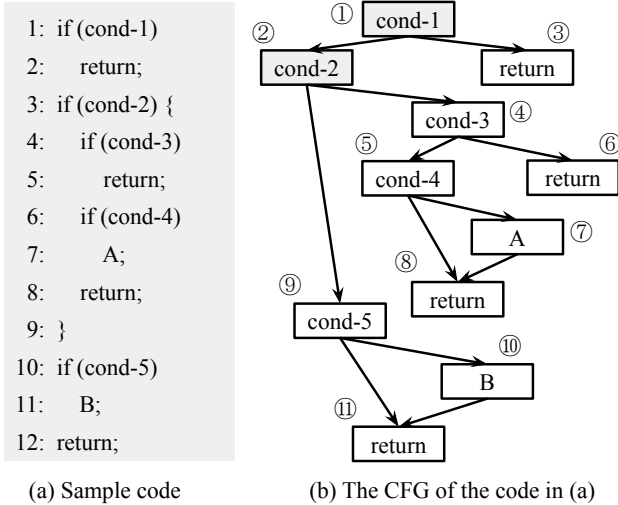 1: if (cond-1)
2: return;
3: if (cond-2) {
4: if (cond-3)
5: return;
6: if (cond-4)
7: A;
8: return;
9: }
10: if (cond-5)
11: B;
12: return;
(a) Sample code
① cond-1
② cond-2
③ return
④ cond-3
⑤ cond-4
⑥ return
⑦ A
⑧ return
⑨ cond-5
⑩ B
⑪ return
(b) The CFG of the code in (a)